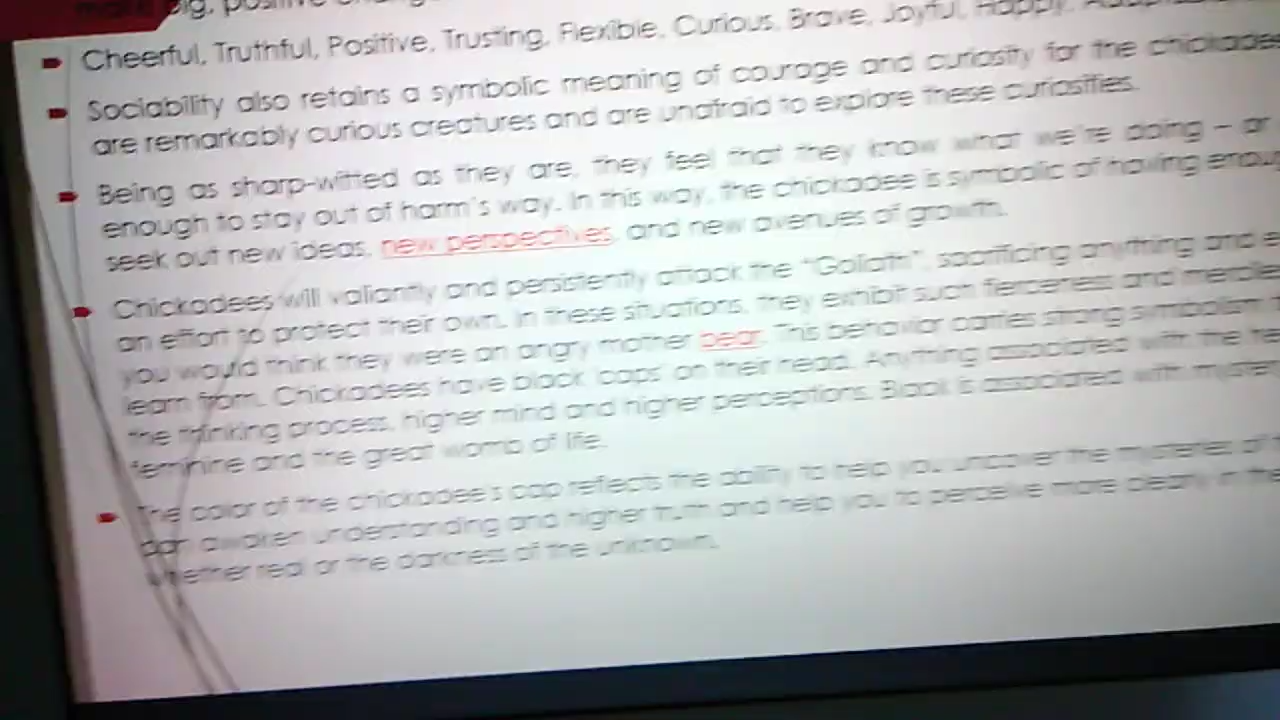 big, positive
Cheerful, Truthful, Positive, Trusting, Flexible, Curious, Brave, Joyful, Happy,
Sociability also retains a symbolic meaning of courage and curiosity for the chickadee
are remarkably curious creatures and are unafraid to explore these curiosities.
Being as sharp-witted as they are, they feel that they know what we're doing – or
enough to stay out of harm's way. In this way, the chickadee is symbolic of having
seek out new ideas, new perspectives, and new avenues of growth.
Chickadees will valiantly and persistently attack the "Goliath", sacrificing anything and
an effort to protect their own. In these situations, they exhibit such fierceness and
you would think they were an angry mother bear. This behavior carries strong symbolism
learn from. Chickadees have black 'caps' on their head. Anything associated with the
the thinking process, higher mind and higher perceptions. Black is associated with
feminine and the great womb of life.
The color of the chickadee's cap reflects the ability to help you uncover the mysteries of
can awaken understanding and higher truth and help you to perceive more clearly in the
whether real or the darkness of the unknown.